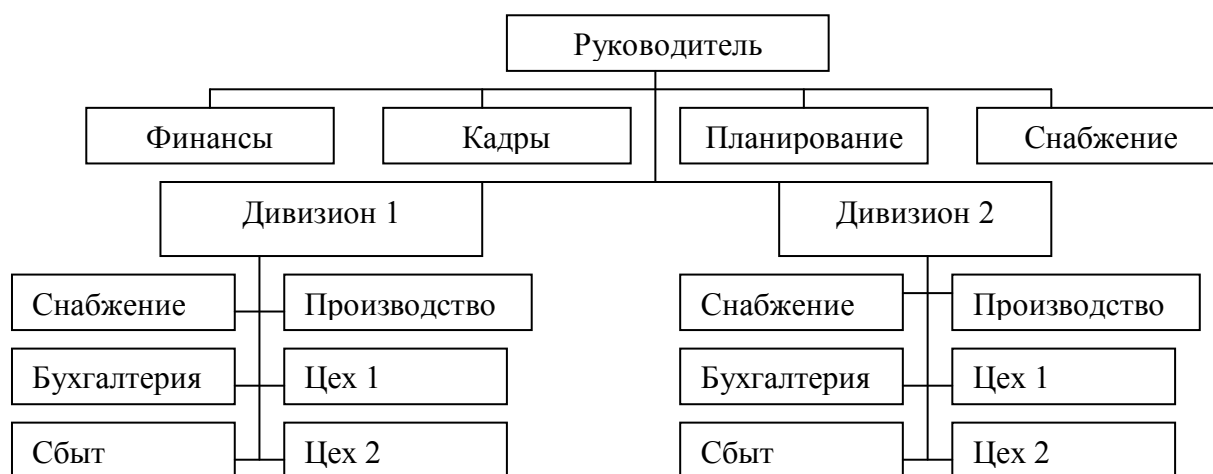 Руководитель
Финансы
Кадры
Планирование
Снабжение
Дивизион 1
Дивизион 2
Снабжение
Производство
Снабжение
Производство
Бухгалтерия
Цех 1
Бухгалтерия
Цех 1
Сбыт
Цех 2
Сбыт
Цех 2